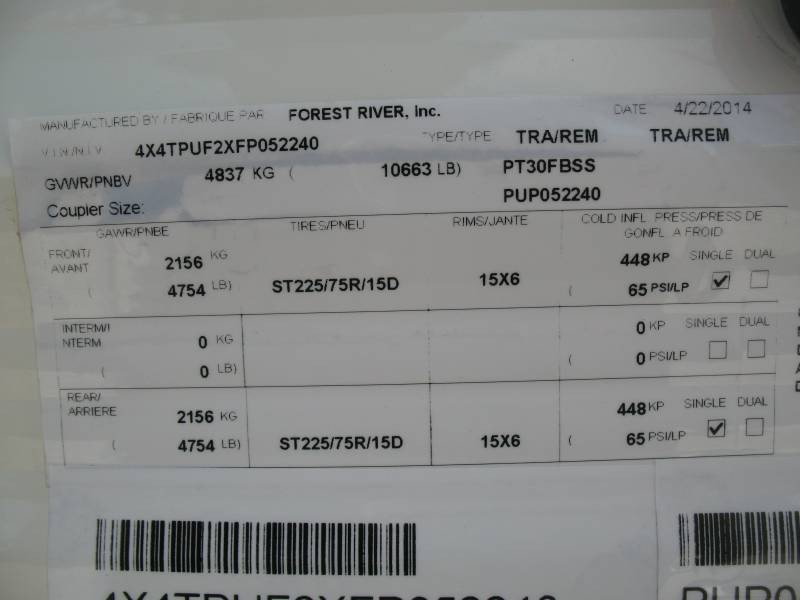 MANUFACTURED BY / FABRIQUE PAR FOREST RIVER, Inc. DATE 4/22/2014
VIN/NIV 4X4TPUF2XFP052240 TYPE/TYPE TRA/REM TRA/REM
GVWR/PNBV 4837 KG ( 10663 LB) PT30FBSS
Coupler Size: PUP052240
GAWR/PNBE TIRES/PNEU RIMS/JANTE COLD INFL PRESS/PRESS DE
GONFL A FROID
FRONT/ 2156 KG 448 KP SINGLE DUAL
AVANT
( 4754 LB) ST225/75R/15D 15X6 ( 65 PSI/LP
INTERM/I 0 KP SINGLE DUAL
NTERM 0 KG
( 0 LB) ( 0 PSI/LP
REAR/
ARRIERE 2156 KG 448 KP SINGLE DUAL
( 4754 LB) ST225/75R/15D 15X6 ( 65 PSI/LP
4X4TPUF2XFP052240 PUP0